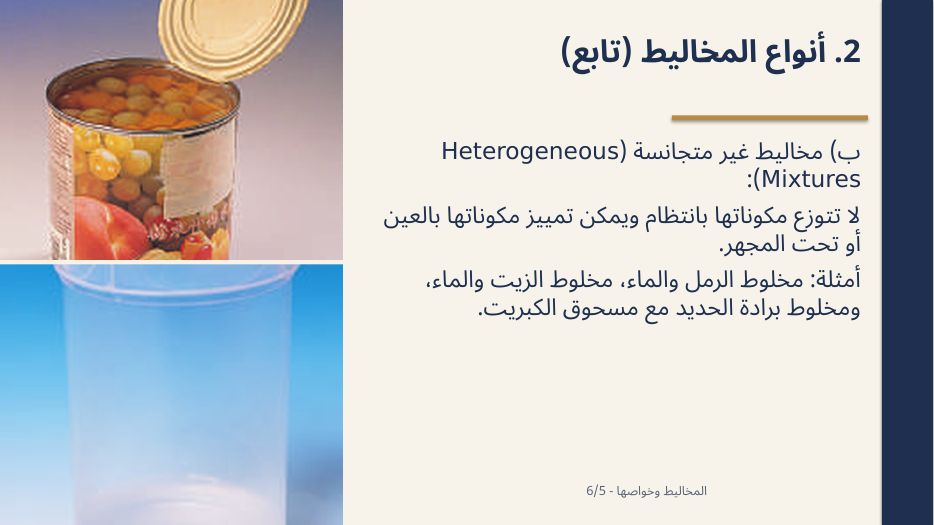 2. أنواع المخاليط (تابع)
ب) مخاليط غير متجانسة (Heterogeneous
Mixtures):
لا تتوزع مكوناتها بانتظام ويمكن تمييز مكوناتها بالعين
أو تحت المجهر.
أمثلة: مخلوط الرمل والماء، مخلوط الزيت والماء،
ومخلوط برادة الحديد مع مسحوق الكبريت.
المخاليط وخواصها - 6/5